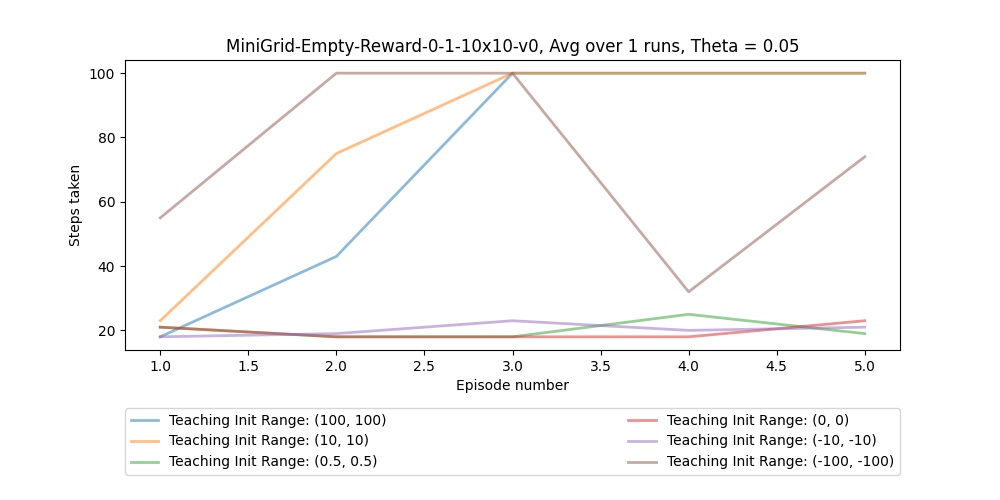 MiniGrid-Empty-Reward-0-1-10x10-v0, Avg over 1 runs, Theta = 0.05
100
80
60
40
20
Steps taken
1.0 1.5 2.0 2.5 3.0 3.5 4.0 4.5 5.0
Episode number
Teaching Init Range: (100, 100)
Teaching Init Range: (10, 10)
Teaching Init Range: (0.5, 0.5)
Teaching Init Range: (0, 0)
Teaching Init Range: (-10, -10)
Teaching Init Range: (-100, -100)